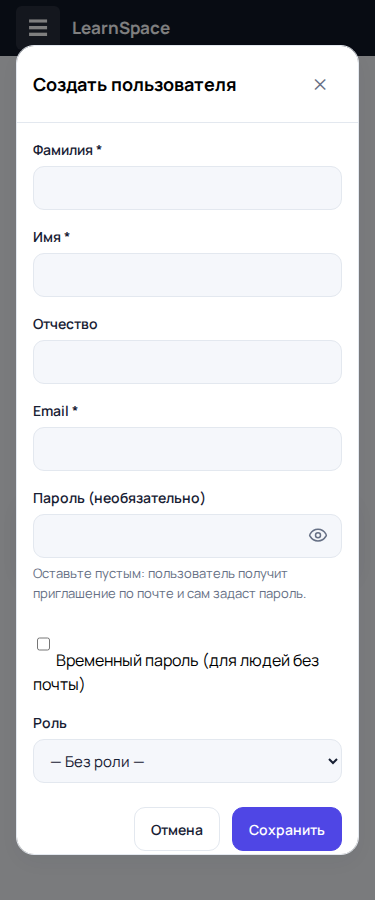 LearnSpace
Создать пользователя
Фамилия *
Имя *
Отчество
Email *
Пароль (необязательно)
Оставьте пустым: пользователь получит
приглашение по почте и сам задаст пароль.
Временный пароль (для людей без
почты)
Роль
— Без роли —
Отмена
Сохранить